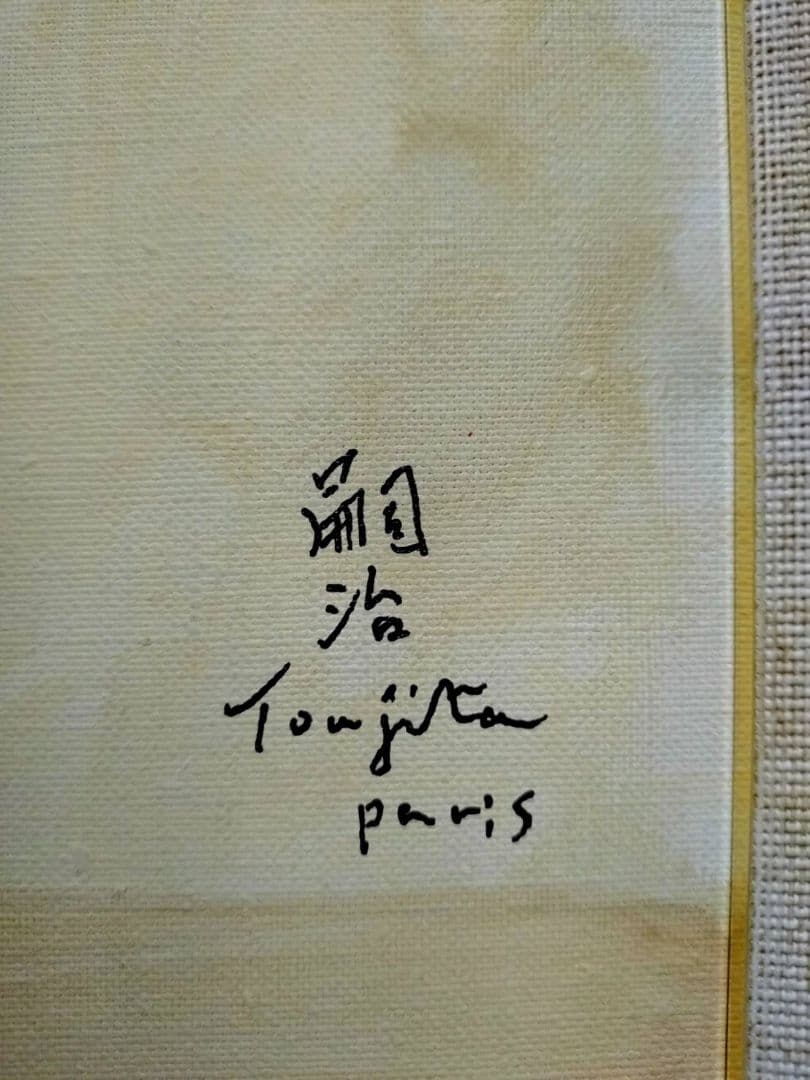 嗣
治
Foujita
paris